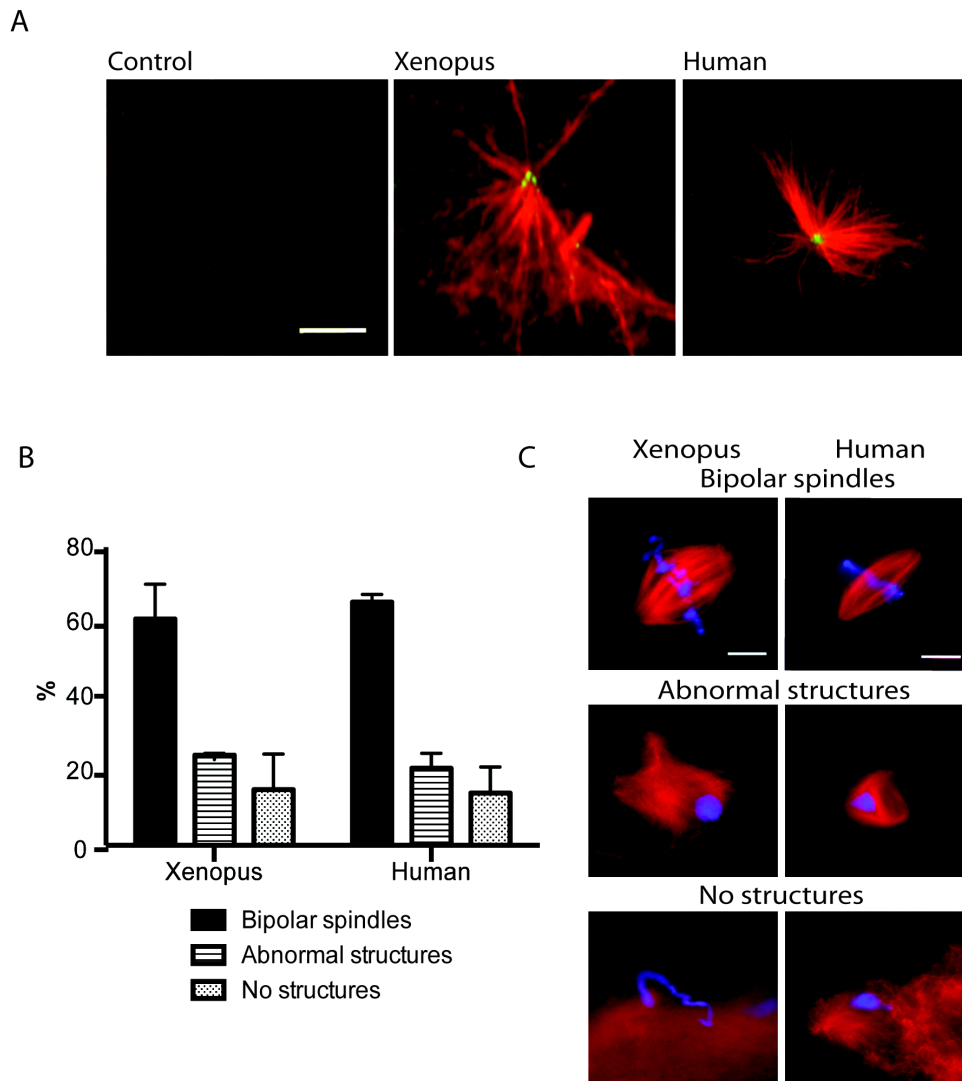 A
Control Xenopus Human
B
80
60
40
20
0
%
Xenopus Human
Bipolar spindles
Abnormal structures
No structures
C
Xenopus Human
Bipolar spindles
Abnormal structures
No structures